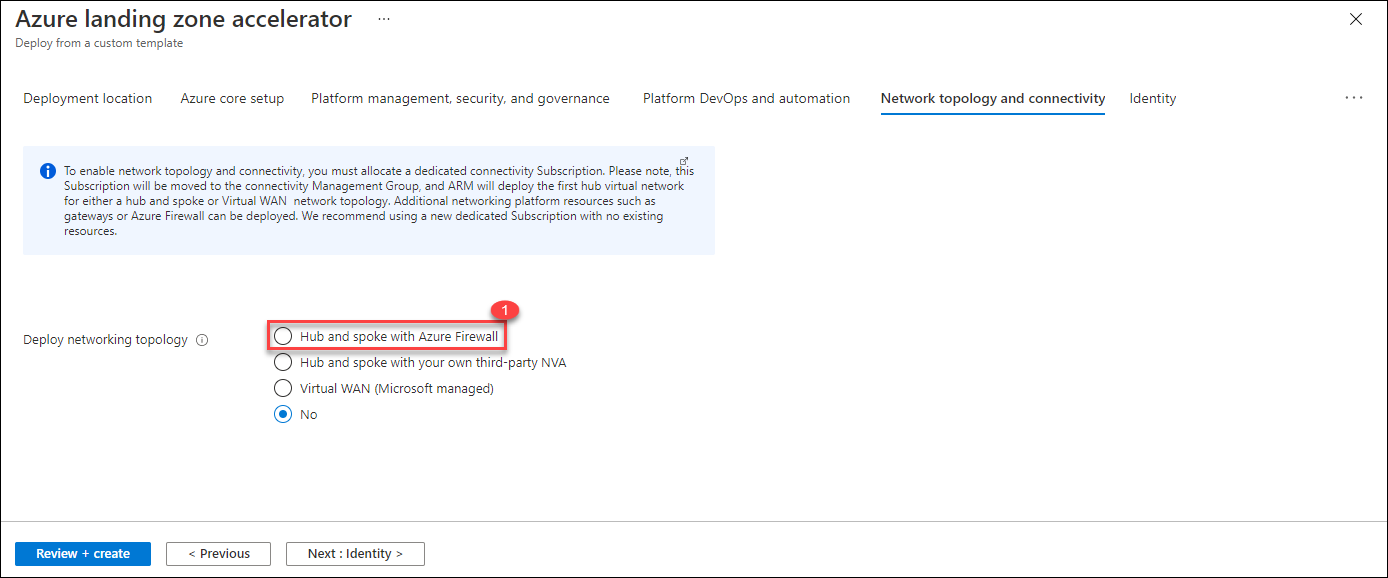 Azure landing zone accelerator ...
Deploy from a custom template
Deployment location Azure core setup Platform management, security, and governance Platform DevOps and automation Network topology and connectivity Identity ...
To enable network topology and connectivity, you must allocate a dedicated connectivity Subscription. Please note, this
Subscription will be moved to the connectivity Management Group, and ARM will deploy the first hub virtual network
for either a hub and spoke or Virtual WAN network topology. Additional networking platform resources such as
gateways or Azure Firewall can be deployed. We recommend using a new dedicated Subscription with no existing
resources.
1
Deploy networking topology
Hub and spoke with Azure Firewall
Hub and spoke with your own third-party NVA
Virtual WAN (Microsoft managed)
No
Review + create < Previous Next : Identity >